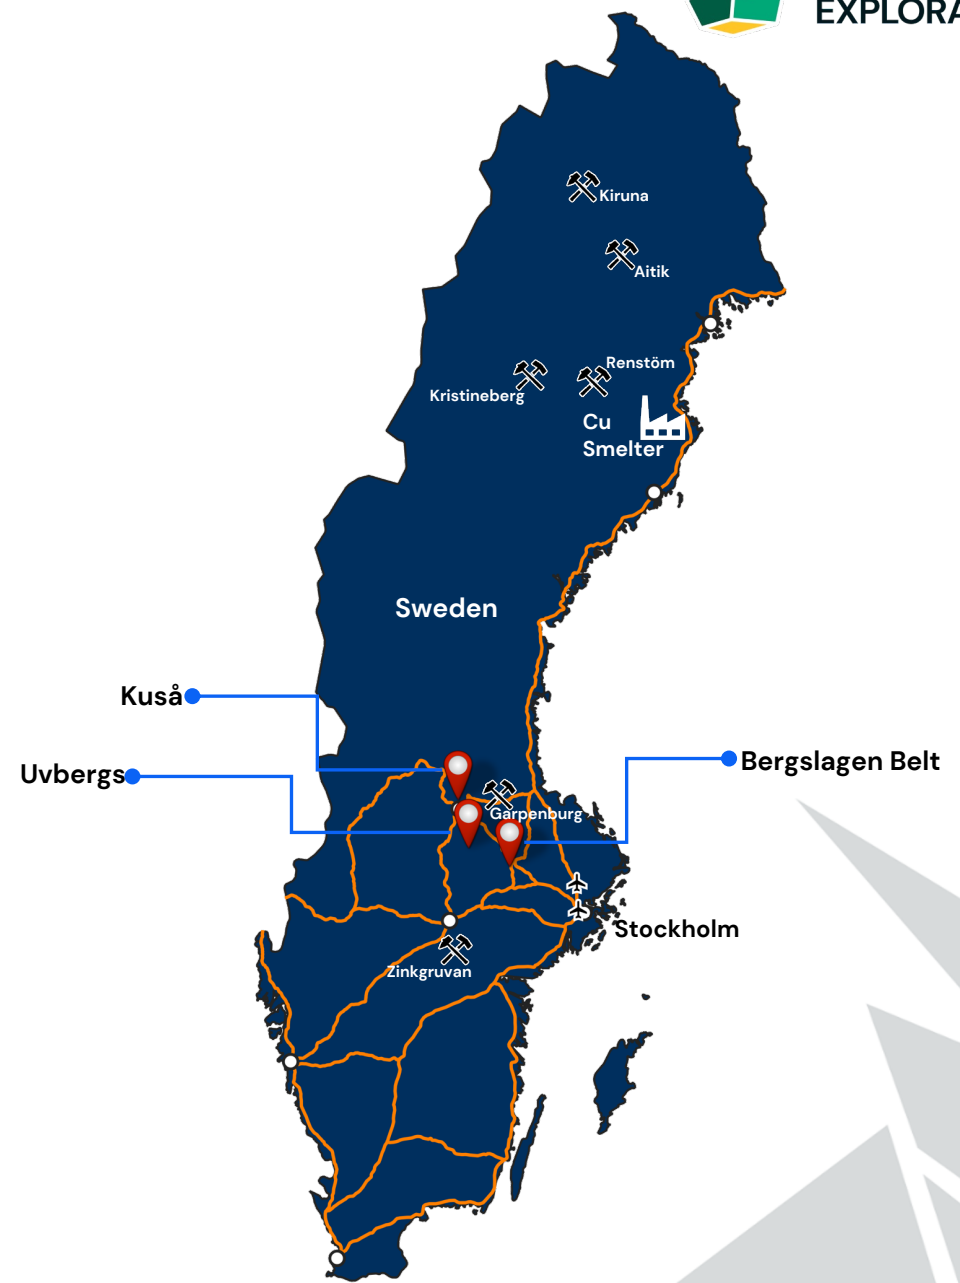 EXPLORA
Kiruna
Aitik
Renstöm
Kristineberg
Cu
Smelter
Sweden
Kuså
Uvbergs
Bergslagen Belt
Garpenburg
Stockholm
Zinkgruvan